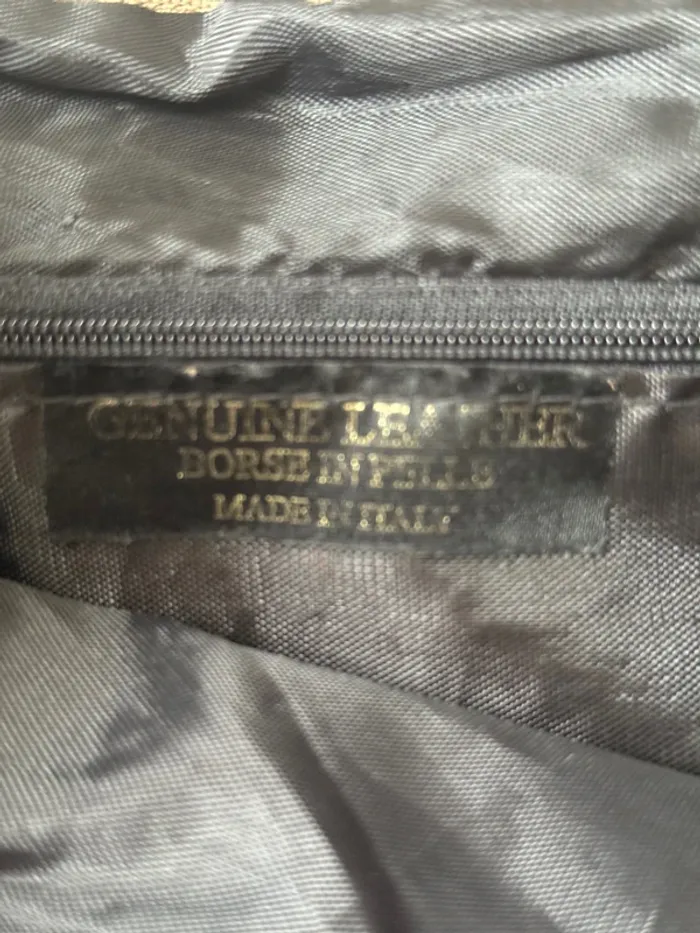 GENUINE LEATHER
BORSE IN PELLE
MADE IN ITALY